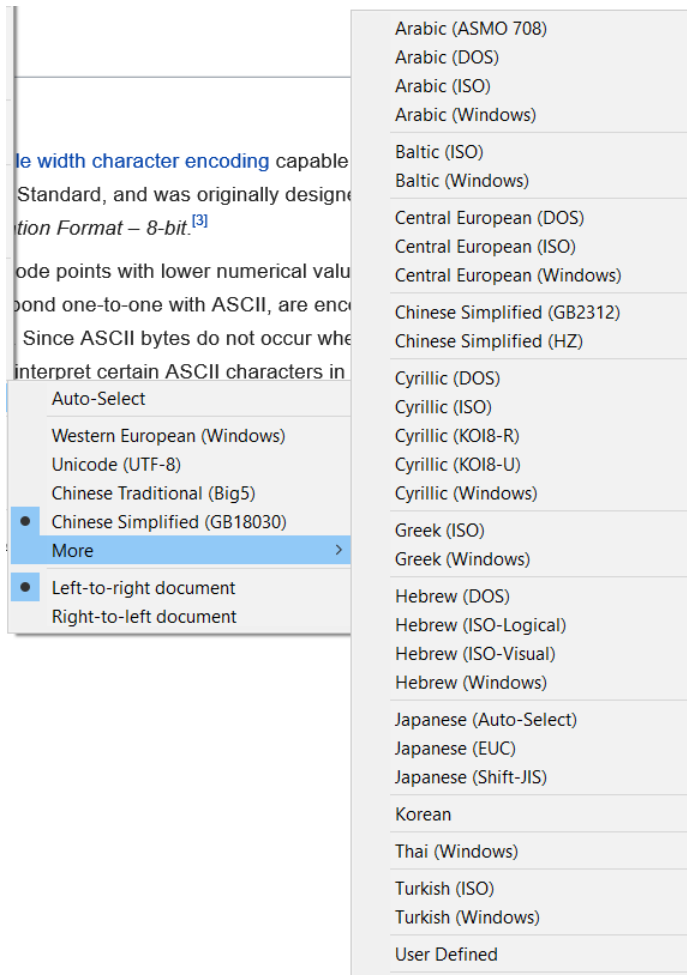 le width character encoding capable
Standard, and was originally designe
tion Format – 8-bit.[3]
ode points with lower numerical valu
pond one-to-one with ASCII, are enc
. Since ASCII bytes do not occur whe
interpret certain ASCII characters in
Auto-Select
Western European (Windows)
Unicode (UTF-8)
Chinese Traditional (Big5)
Chinese Simplified (GB18030)
More
Left-to-right document
Right-to-left document
Arabic (ASMO 708)
Arabic (DOS)
Arabic (ISO)
Arabic (Windows)
Baltic (ISO)
Baltic (Windows)
Central European (DOS)
Central European (ISO)
Central European (Windows)
Chinese Simplified (GB2312)
Chinese Simplified (HZ)
Cyrillic (DOS)
Cyrillic (ISO)
Cyrillic (KOI8-R)
Cyrillic (KOI8-U)
Cyrillic (Windows)
Greek (ISO)
Greek (Windows)
Hebrew (DOS)
Hebrew (ISO-Logical)
Hebrew (ISO-Visual)
Hebrew (Windows)
Japanese (Auto-Select)
Japanese (EUC)
Japanese (Shift-JIS)
Korean
Thai (Windows)
Turkish (ISO)
Turkish (Windows)
User Defined